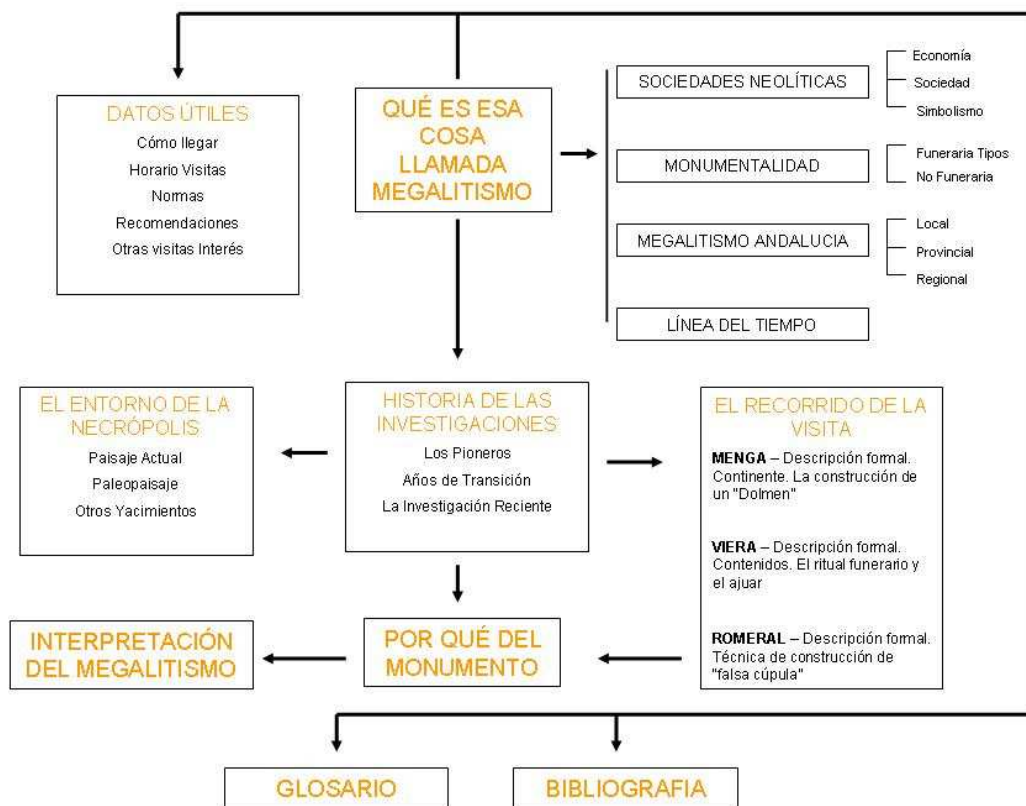 DATOS ÚTILES
Cómo llegar
Horario Visitas
Normas
Recomendaciones
Otras visitas Interés
QUÉ ES ESA
COSA
LLAMADA
MEGALITISMO
SOCIEDADES NEOLÍTICAS
Economía
Sociedad
Simbolismo
MONUMENTALIDAD
Funeraria Tipos
No Funeraria
MEGALITISMO ANDALUCIA
Local
Provincial
Regional
LÍNEA DEL TIEMPO
EL ENTORNO DE LA
NECRÓPOLIS
Paisaje Actual
Paleopaisaje
Otros Yacimientos
HISTORIA DE LAS
INVESTIGACIONES
Los Pioneros
Años de Transición
La Investigación Reciente
EL RECORRIDO DE LA
VISITA
MENGA – Descripción formal.
Continente. La construcción de
un "Dolmen"
VIERA – Descripción formal.
Contenidos. El ritual funerario y
el ajuar
ROMERAL – Descripción formal.
Técnica de construcción de
"falsa cúpula"
INTERPRETACIÓN
DEL MEGALITISMO
POR QUÉ DEL
MONUMENTO
GLOSARIO
BIBLIOGRAFIA